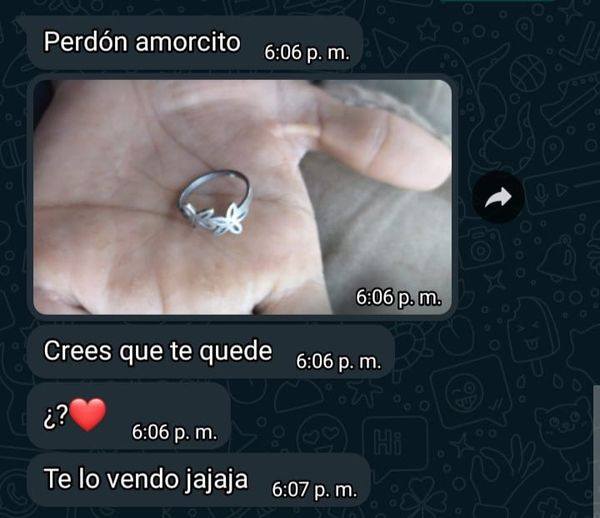 Perdón amorcito 6:06 p. m.
6:06 p. m.
Crees que te quede 6:06 p. m.
¿?❤️ 6:06 p. m.
Te lo vendo jajaja 6:07 p. m.
Hi